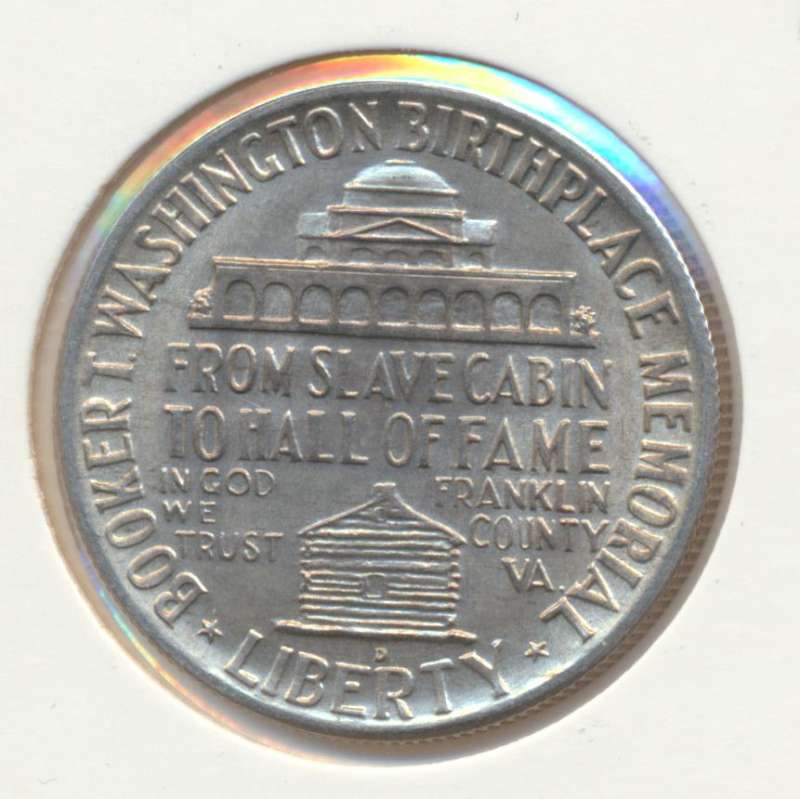 BOOKER T. WASHINGTON BIRTHPLACE MEMORIAL
FROM SLAVE CABIN
TO HALL OF FAME
IN GOD
WE
TRUST
FRANKLIN
COUNTY
VA.
D
LIBERTY